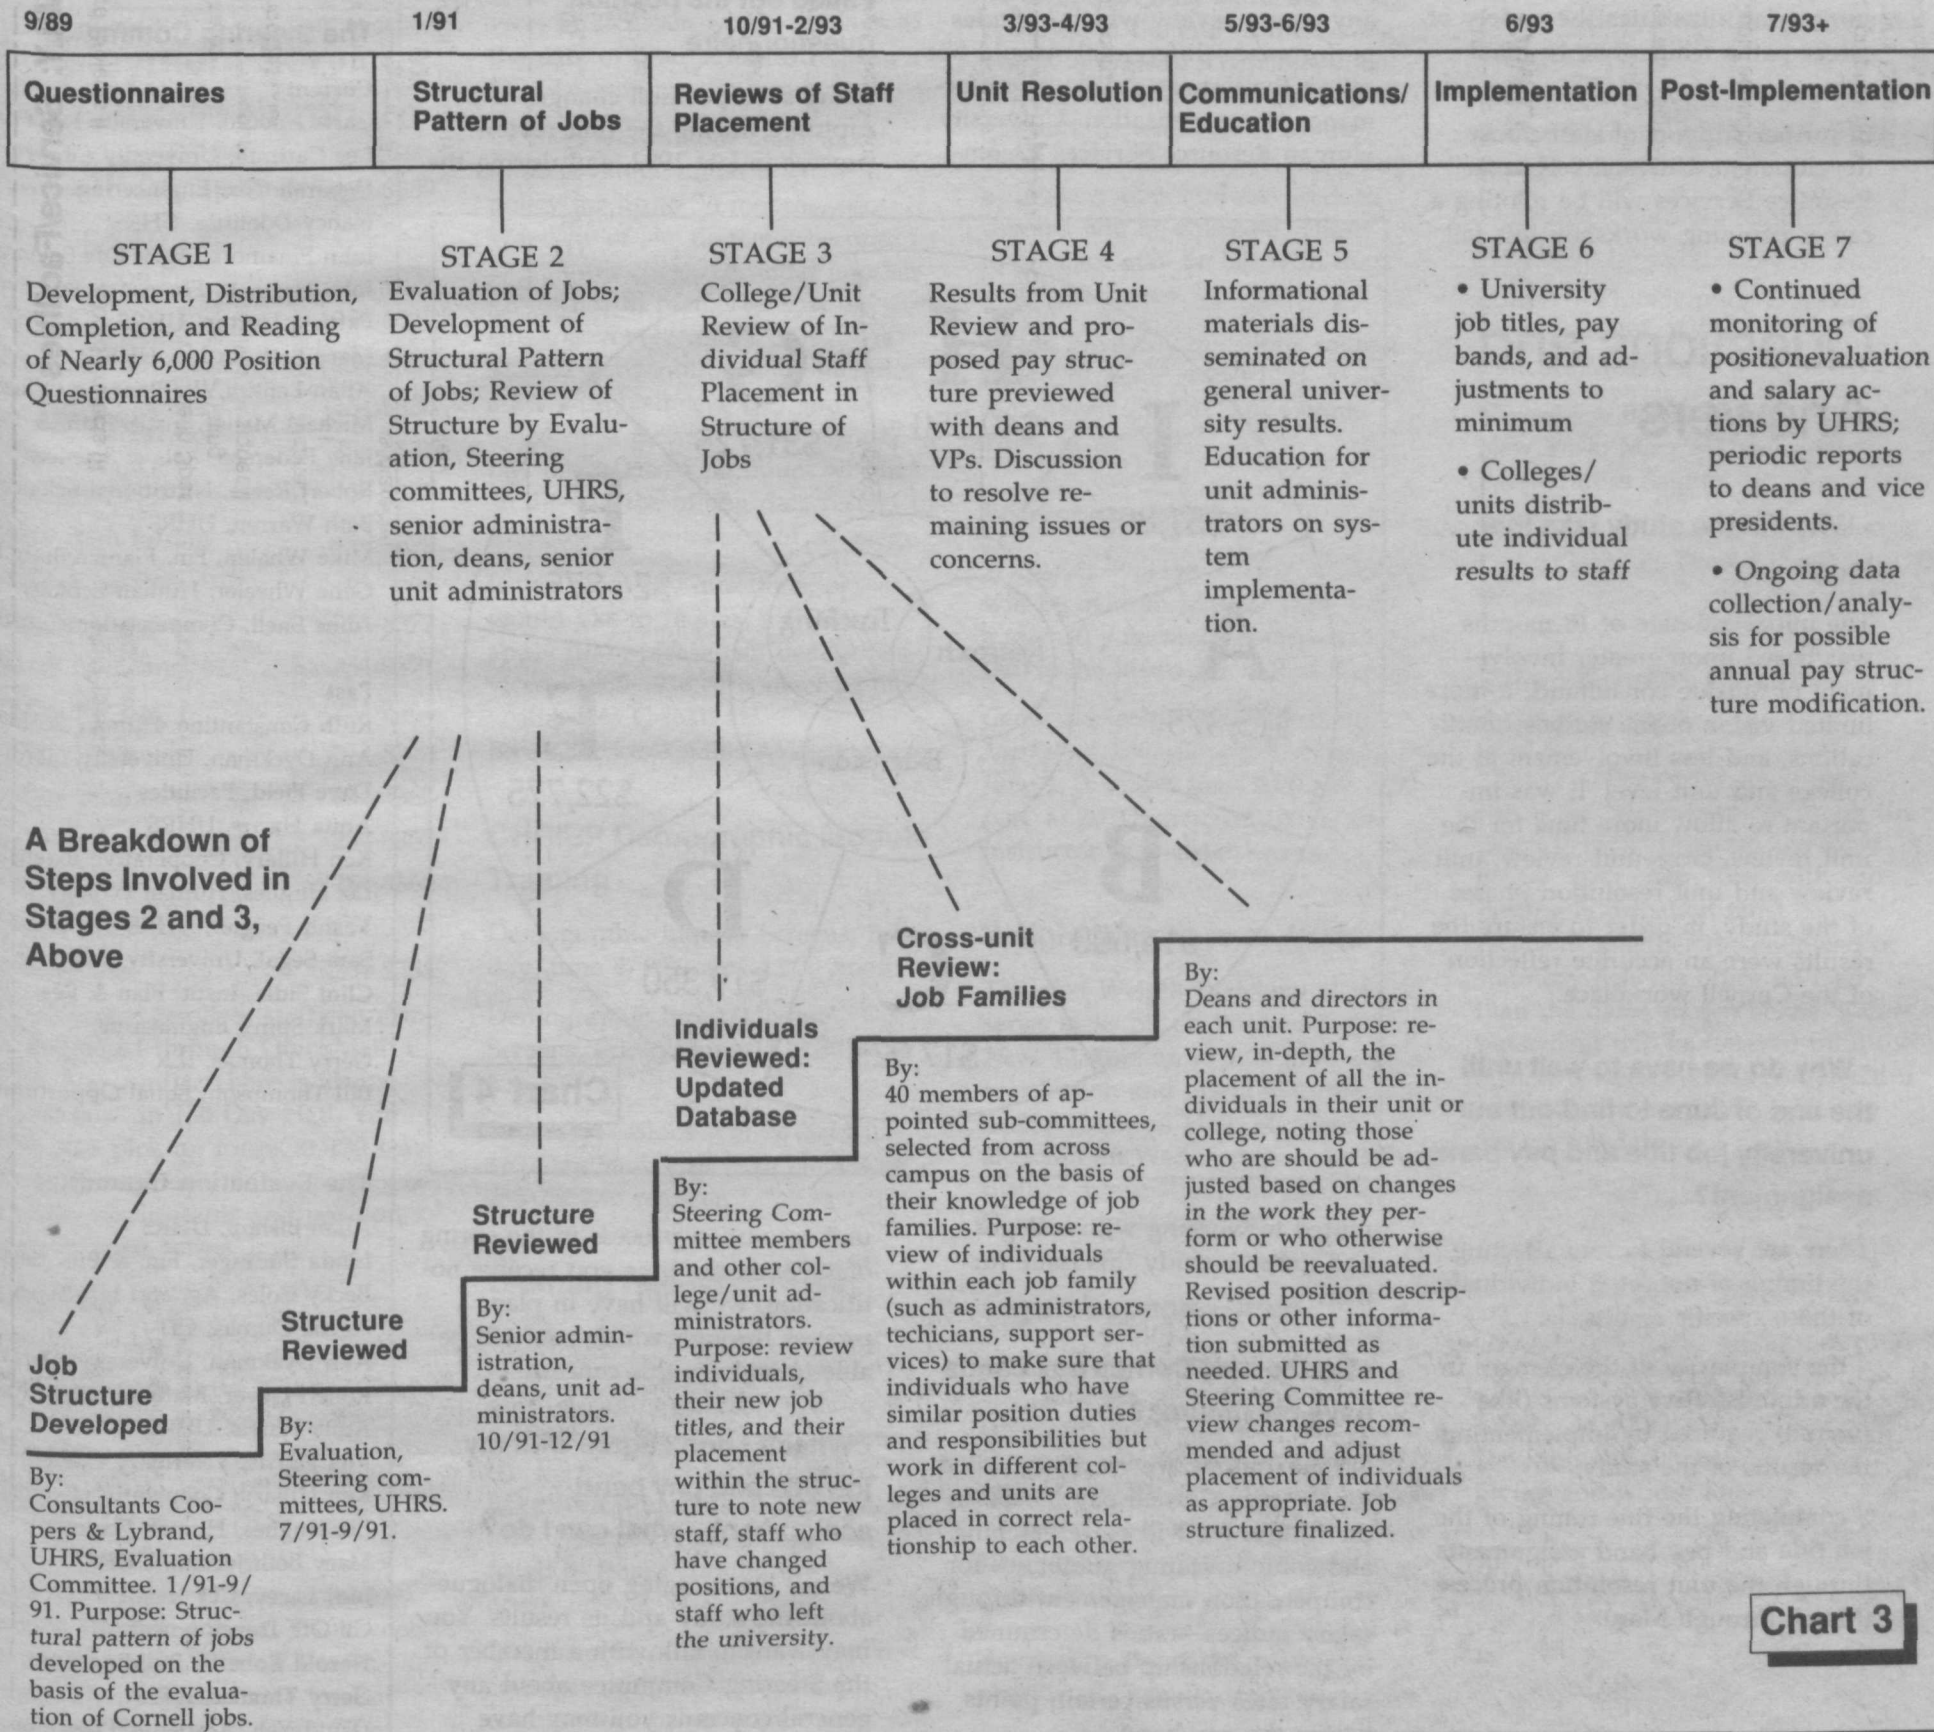 9/89
1/91
10/91-2/93
3/93-4/93
5/93-6/93
6/93
7/93+
Questionnaires
Structural
Pattern of Jobs
Reviews of Staff
Placement
Unit Resolution
Communications/
Education
Implementation
Post-Implementation
STAGE 1
Development, Distribution,
Completion, and Reading
of Nearly 6,000 Position
Questionnaires
STAGE 2
Evaluation of Jobs;
Development of
Structural Pattern
of Jobs; Review of
Structure by Evalu-
ation, Steering
committees, UHRS,
senior administra-
tion, deans, senior
unit administrators
STAGE 3
College/Unit
Review of In-
dividual Staff
Placement in
Structure of
Jobs
STAGE 4
Results from Unit
Review and pro-
posed pay struc-
ture previewed
with deans and
VPs. Discussion
to resolve re-
maining issues or
concerns.
STAGE 5
Informational
materials dis-
seminated on
general univer-
sity results.
Education for
unit adminis-
trators on sys-
tem
implementa-
tion.
STAGE 6
• University
job titles, pay
bands, and ad-
justments to
minimum
• Colleges/
units distrib-
ute individual
results to staff
STAGE 7
• Continued
monitoring of
positionevaluation
and salary ac-
tions by UHRS;
periodic reports
to deans and vice
presidents.
• Ongoing data
collection/analy-
sis for possible
annual pay struc-
ture modification.
A Breakdown of
Steps Involved in
Stages 2 and 3,
Above
Job
Structure
Developed
By:
Consultants Coo-
pers & Lybrand,
UHRS, Evaluation
Committee. 1/91-9/
91. Purpose: Struc-
tural pattern of jobs
developed on the
basis of the evalua-
tion of Cornell jobs.
Structure
Reviewed
By:
Evaluation,
Steering com-
mittees, UHRS.
7/91-9/91.
Structure
Reviewed
By:
Senior admin-
istration,
deans, unit ad-
ministrators.
10/91-12/91
Individuals
Reviewed:
Updated
Database
By:
Steering Com-
mittee members
and other col-
lege/unit ad-
ministrators.
Purpose: review
individuals,
their new job
titles, and their
placement
within the struc-
ture to note new
staff, staff who
have changed
positions, and
staff who left
the university.
Cross-unit
Review:
Job Families
By:
40 members of ap-
pointed sub-committees,
selected from across
campus on the basis of
their knowledge of job
families. Purpose: re-
view of individuals
within each job family
(such as administrators,
techicians, support ser-
vices) to make sure that
individuals who have
similar position duties
and responsibilities but
work in different col-
leges and units are
placed in correct rela-
tionship to each other.
By:
Deans and directors in
each unit. Purpose: re-
view, in-depth, the
placement of all the in-
dividuals in their unit or
college, noting those
who are should be ad-
justed based on changes
in the work they per-
form or who otherwise
should be reevaluated.
Revised position descrip-
tions or other informa-
tion submitted as
needed. UHRS and
Steering Committee re-
view changes recom-
mended and adjust
placement of individuals
as appropriate. Job
structure finalized.
Chart 3